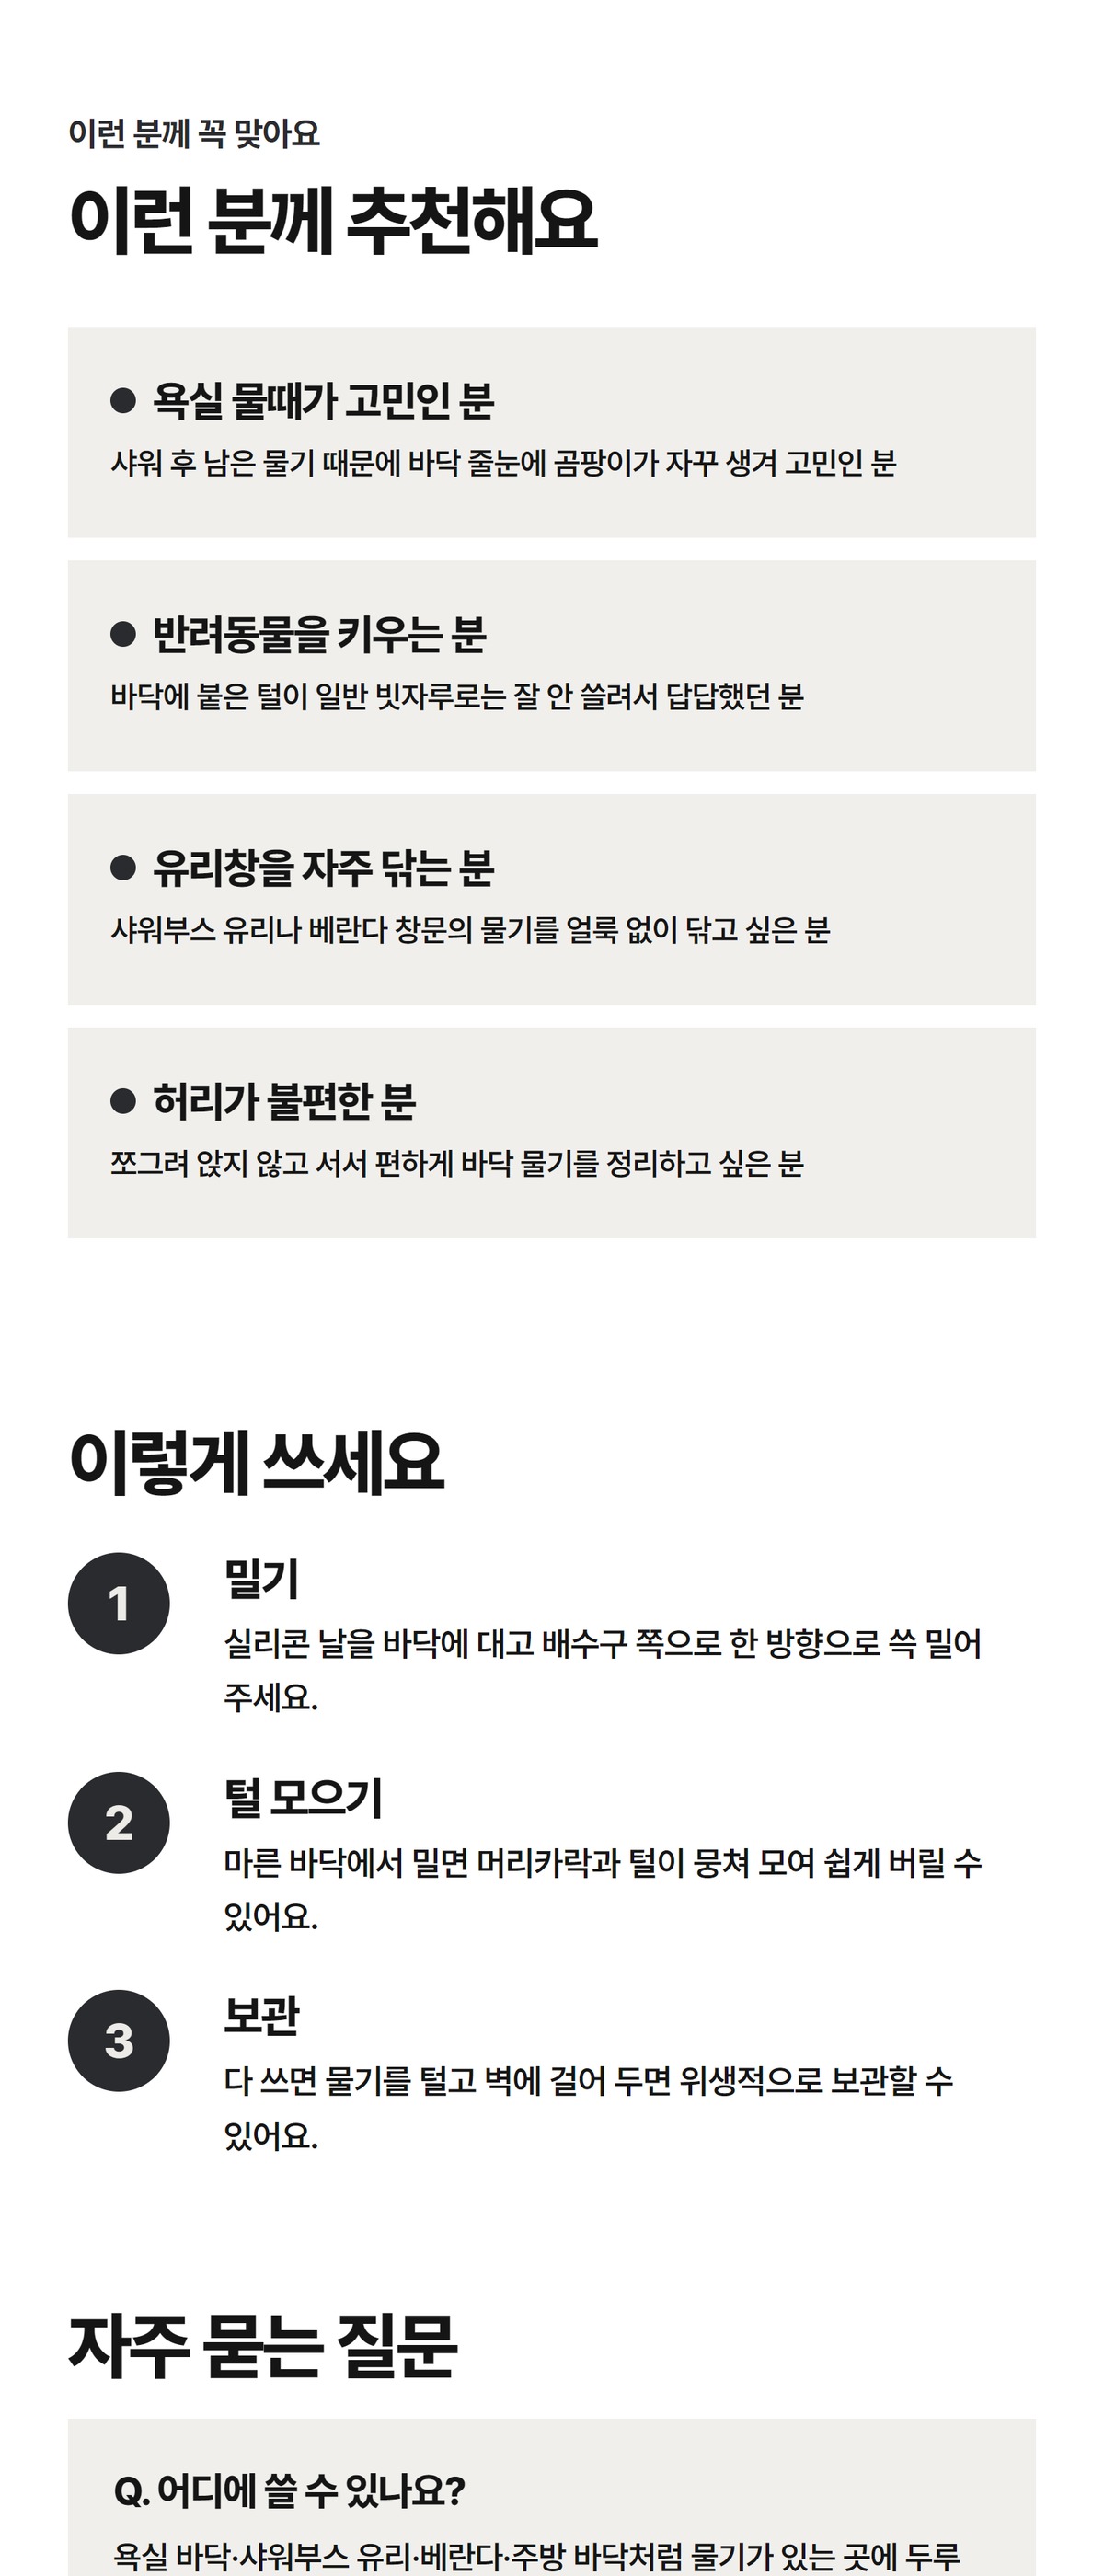 이런 분께 꼭 맞아요
이런 분께 추천해요
욕실 물때가 고민인 분
샤워 후 남은 물기 때문에 바닥 줄눈에 곰팡이가 자꾸 생겨 고민인 분
반려동물을 키우는 분
바닥에 붙은 털이 일반 빗자루로는 잘 안 쓸려서 답답했던 분
유리창을 자주 닦는 분
샤워부스 유리나 베란다 창문의 물기를 얼룩 없이 닦고 싶은 분
허리가 불편한 분
쪼그려 앉지 않고 서서 편하게 바닥 물기를 정리하고 싶은 분
이렇게 쓰세요
1
밀기
실리콘 날을 바닥에 대고 배수구 쪽으로 한 방향으로 쓱 밀어
주세요.
2
털 모으기
마른 바닥에서 밀면 머리카락과 털이 뭉쳐 모여 쉽게 버릴 수
있어요.
3
보관
다 쓰면 물기를 털고 벽에 걸어 두면 위생적으로 보관할 수
있어요.
자주 묻는 질문
Q. 어디에 쓸 수 있나요?
욕실 바닥·샤워부스 유리·베란다·주방 바닥처럼 물기가 있는 곳에 두루